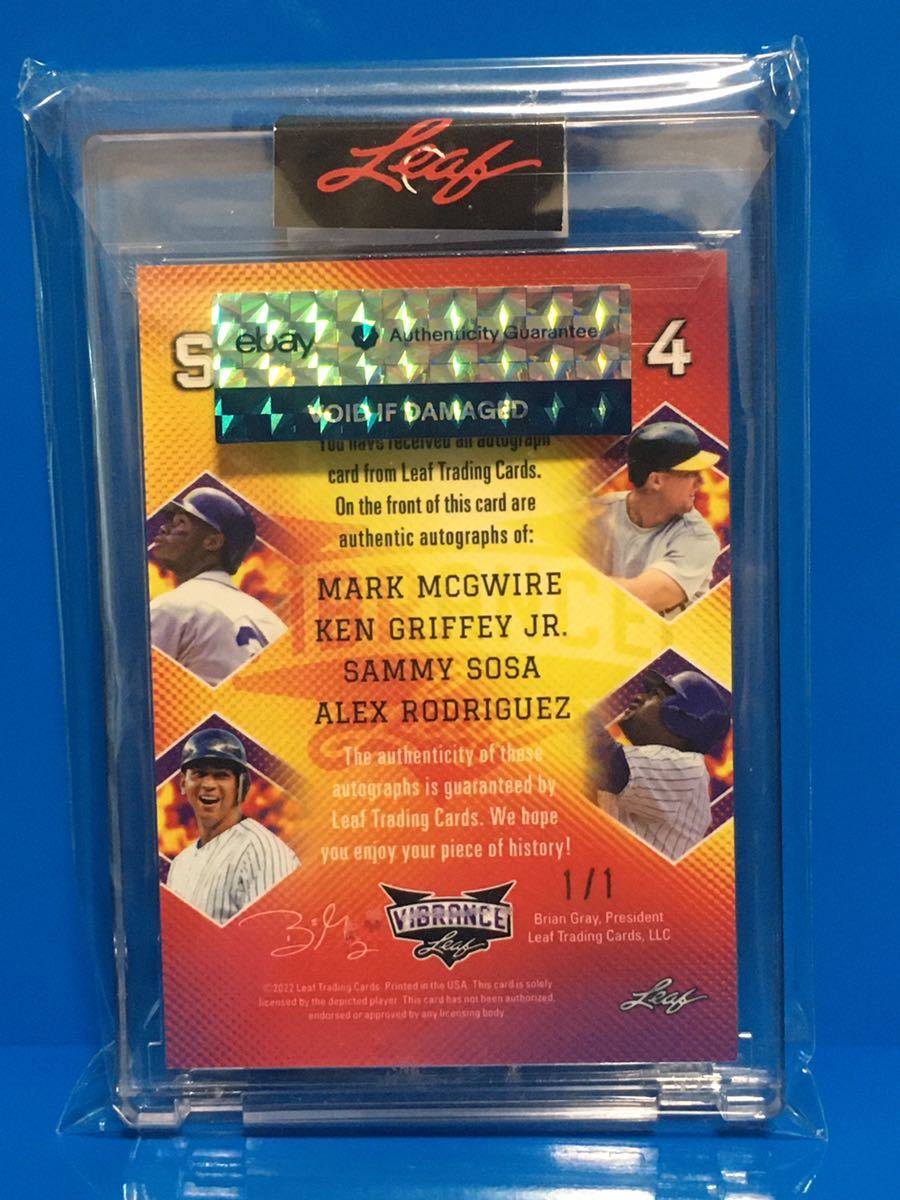 Leaf
S 4
ebay Authenticity Guarantee
VOID IF DAMAGED
You have received an autograph
card from Leaf Trading Cards.
On the front of this card are
authentic autographs of:
MARK MCGWIRE
KEN GRIFFEY JR.
SAMMY SOSA
ALEX RODRIGUEZ
The authenticity of these
autographs is guaranteed by
Leaf Trading Cards. We hope
you enjoy your piece of history!
1/1
VIBRANCE
Leaf
Brian Gray, President
Leaf Trading Cards, LLC
©2022 Leaf Trading Cards. Printed in the USA. This card is solely
licensed by the depicted player. This card has not been authorized,
endorsed or approved by any licensing body.
Leaf